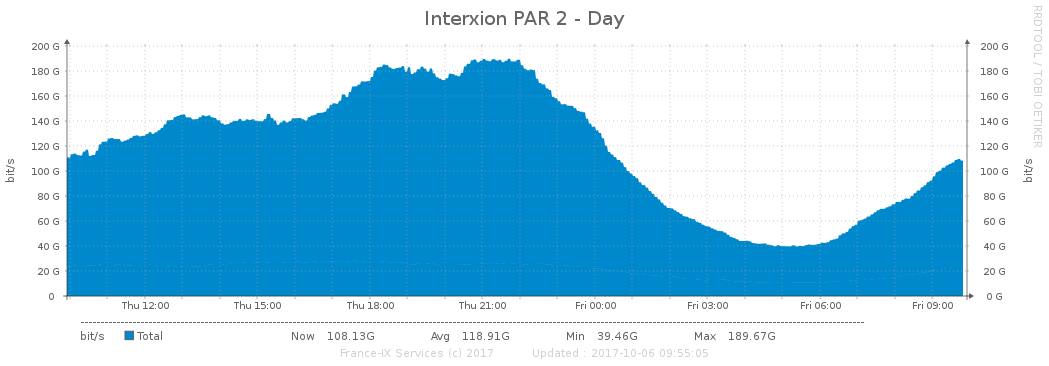 Interxion PAR 2 - Day
RRDTOOL / TOBI OETIKER
200 G 200 G
180 G 180 G
160 G 160 G
140 G 140 G
120 G 120 G
100 G 100 G
80 G 80 G
60 G 60 G
40 G 40 G
20 G 20 G
0 0 G
bit/s bit/s
Thu 12:00 Thu 15:00 Thu 18:00 Thu 21:00 Fri 00:00 Fri 03:00 Fri 06:00 Fri 09:00
bit/s Total Now 108.13G Avg 118.91G Min 39.46G Max 189.67G
France-IX Services (c) 2017 Updated : 2017-10-06 09:55:05